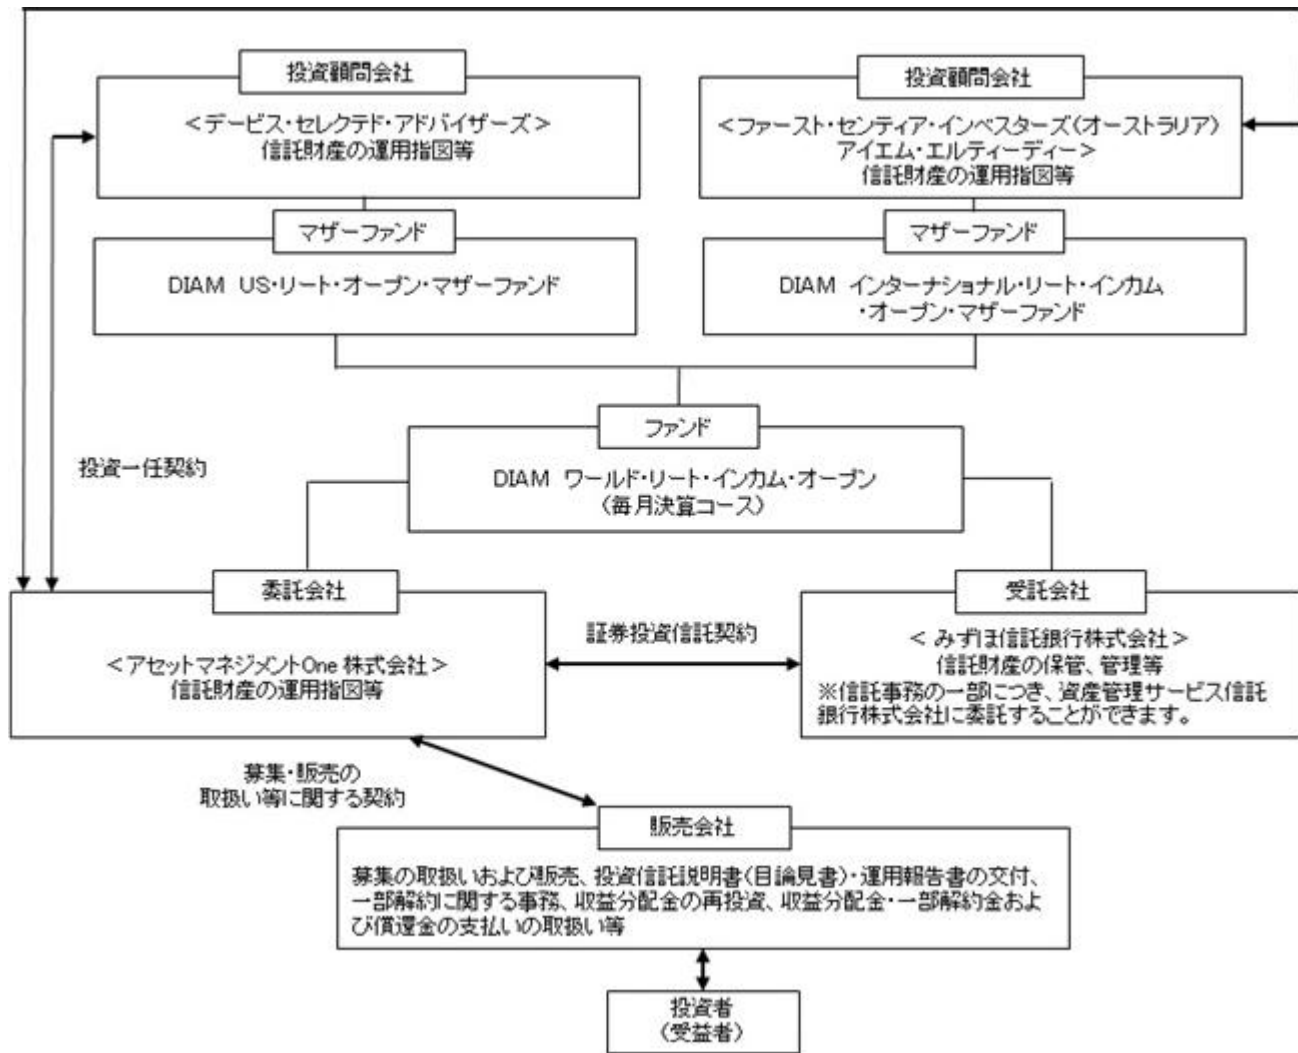 投資顧問会社
＜デービス・セレクテド・アドバイザーズ＞
信託財産の運用指図等
投資顧問会社
＜ファースト・センティア・インベスターズ（オーストラリア）
アイエム・エルティーディー＞
信託財産の運用指図等
マザーファンド
DIAM US・リート・オープン・マザーファンド
マザーファンド
DIAM インターナショナル・リート・インカム
・オープン・マザーファンド
ファンド
DIAM ワールド・リート・インカム・オープン
（毎月決算コース）
投資一任契約
委託会社
＜アセットマネジメントOne 株式会社＞
信託財産の運用指図等
証券投資信託契約
受託会社
＜ みずほ信託銀行株式会社＞
信託財産の保管、管理等
※信託事務の一部につき、資産管理サービス信託
銀行株式会社に委託することができます。
募集・販売の
取扱い等に関する契約
販売会社
募集の取扱いおよび販売、投資信託説明書（目論見書）・運用報告書の交付、
一部解約に関する事務、収益分配金の再投資、収益分配金・一部解約金およ
び償還金の支払いの取扱い等
投資者
（受益者）